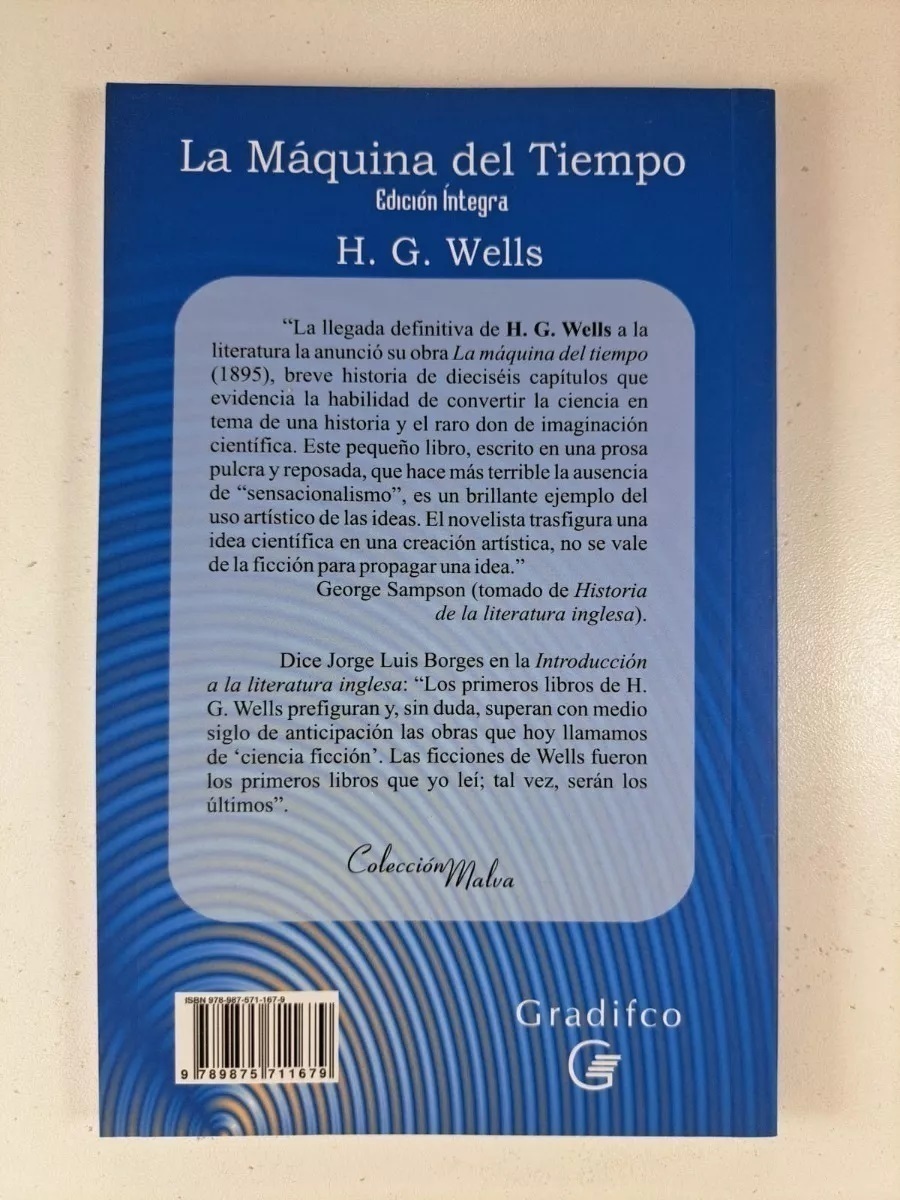 La Máquina del Tiempo
Edición Íntegra
H. G. Wells
“La llegada definitiva de H. G. Wells a la
literatura la anunció su obra La máquina del tiempo
(1895), breve historia de dieciséis capítulos que
evidencia la habilidad de convertir la ciencia en
tema de una historia y el raro don de imaginación
científica. Este pequeño libro, escrito en una prosa
pulcra y reposada, que hace más terrible la ausencia
de “sensacionalismo”, es un brillante ejemplo del
uso artístico de las ideas. El novelista trasfigura una
idea científica en una creación artística, no se vale
de la ficción para propagar una idea.”
George Sampson (tomado de Historia
de la literatura inglesa).
Dice Jorge Luis Borges en la Introducción
a la literatura inglesa: “Los primeros libros de H.
G. Wells prefiguran y, sin duda, superan con medio
siglo de anticipación las obras que hoy llamamos
de ‘ciencia ficción’. Las ficciones de Wells fueron
los primeros libros que yo leí; tal vez, serán los
últimos”.
Colección Malva
ISBN 978-987-571-167-9
9 789875 711679
Gradifco
G